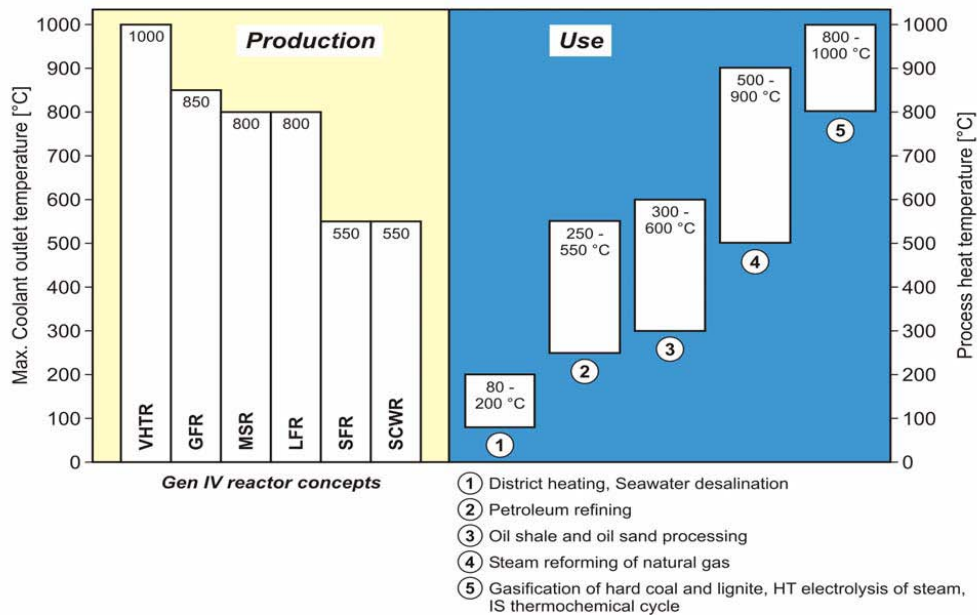 Production
Use
Max. Coolant outlet temperature [°C]
1000
900
800
700
600
500
400
300
200
100
0
1000
850
800
800
550
550
VHTR
GFR
MSR
LFR
SFR
SCWR
Gen IV reactor concepts
80 -
200 °C
1
250 -
550 °C
2
300 -
600 °C
3
500 -
900 °C
4
800 -
1000 °C
5
1000
900
800
700
600
500
400
300
200
100
0
Process heat temperature [°C]
1 District heating, Seawater desalination
2 Petroleum refining
3 Oil shale and oil sand processing
4 Steam reforming of natural gas
5 Gasification of hard coal and lignite, HT electrolysis of steam,
IS thermochemical cycle